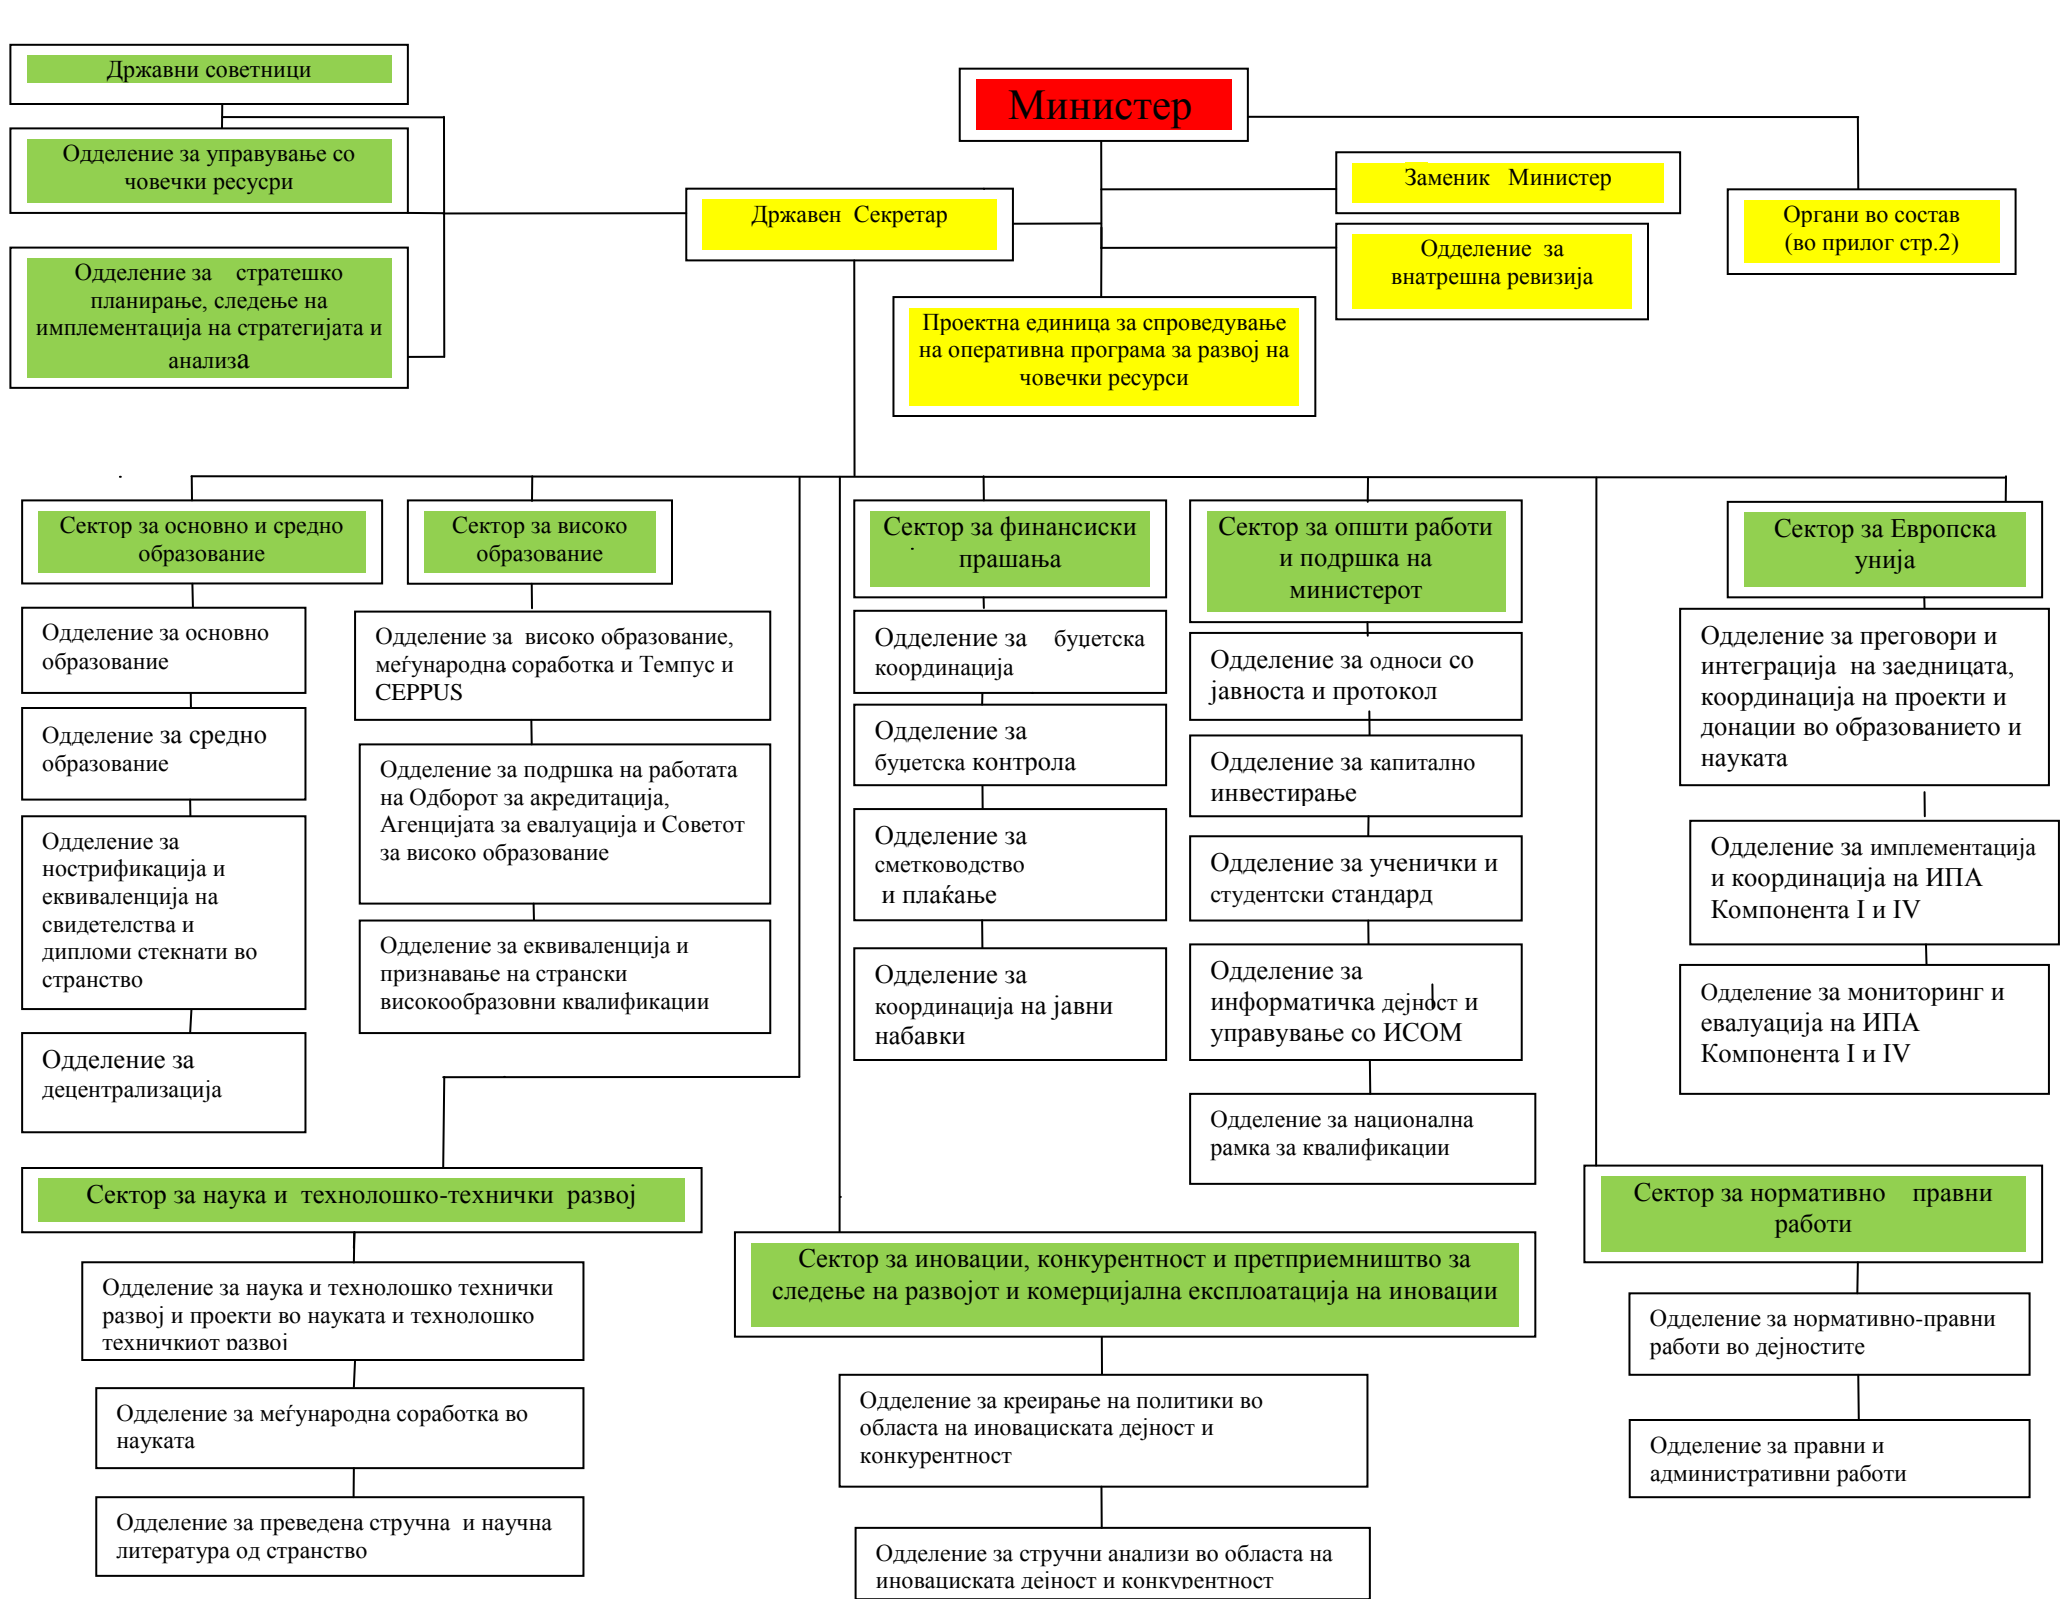 Државни советници
Министер
Одделение за управување со
човечки ресусри
Заменик Министер
Државен Секретар
Органи во состав
(во прилог стр.2)
Одделение за
внатрешна ревизија
Одделение за стратешко
планирање, следење на
имплементација на стратегијата и
анализа
Проектна единица за спроведување
на оперативна програма за развој на
човечки ресурси
Сектор за основно и средно
образование
Сектор за високо
образование
Сектор за финансиски
прашања
Сектор за општи работи
и подршка на
министерот
Сектор за Европска
унија
Одделение за основно
образование
Одделение за средно
образование
Одделение за
нострификација и
еквиваленција на
свидетелства и
дипломи стекнати во
странство
Одделение за
децентрализација
Одделение за високо образование,
меѓународна соработка и Темпус и
CEPPUS
Одделение за подршка на работата
на Одборот за акредитација,
Агенцијата за евалуација и Советот
за високо образование
Одделение за еквиваленција и
признавање на странски
високообразовни квалификации
Одделение за буџетска
координација
Одделение за
буџетска контрола
Одделение за
сметководство
и плаќање
Одделение за
координација на јавни
набавки
Одделение за односи со
јавноста и протокол
Одделение за капитално
инвестирање
Одделение за ученички и
студентски стандард
Одделение за
информатичка дејност и
управување со ИСОМ
Одделение за национална
рамка за квалификации
Одделение за преговори и
интеграција на заедницата,
координација на проекти и
донации во образованието и
науката
Одделение за имплементација
и координација на ИПА
Компонента I и IV
Одделение за мониторинг и
евалуација на ИПА
Компонента I и IV
Сектор за наука и технолошко-технички развој
Одделение за наука и технолошко технички
развој и проекти во науката и технолошко
техничкиот развој
Одделение за меѓународна соработка во
науката
Одделение за преведена стручна и научна
литература од странство
Сектор за иновации, конкурентност и претприемништво за
следење на развојот и комерцијална експлоатација на иновации
Одделение за креирање на политики во
областа на иновациската дејност и
конкурентност
Одделение за стручни анализи во областа на
иновациската дејност и конкурентност
Сектор за нормативно правни
работи
Одделение за нормативно-правни
работи во дејностите
Одделение за правни и
административни работи